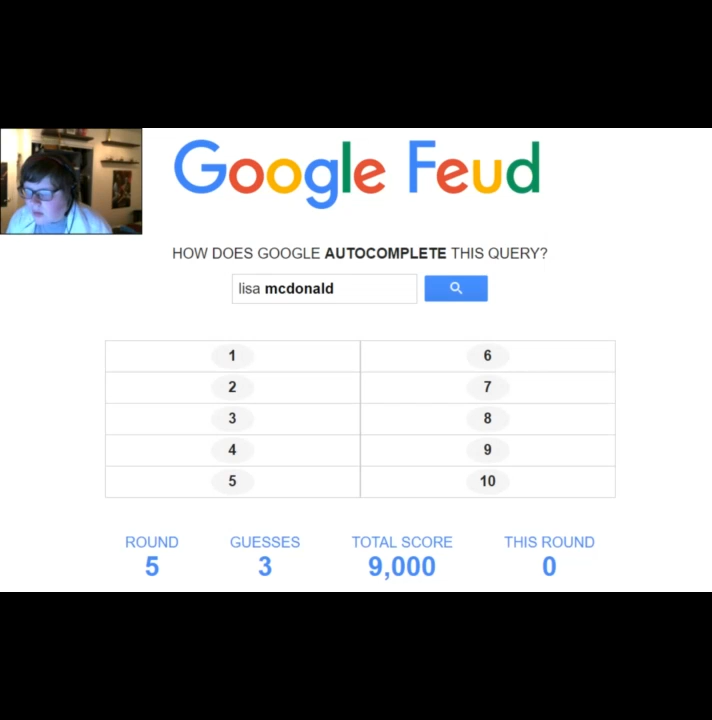 Google Feud
HOW DOES GOOGLE AUTOCOMPLETE THIS QUERY?
lisa mcdonald
1 6
2 7
3 8
4 9
5 10
ROUND GUESSES TOTAL SCORE THIS ROUND
5 3 9,000 0